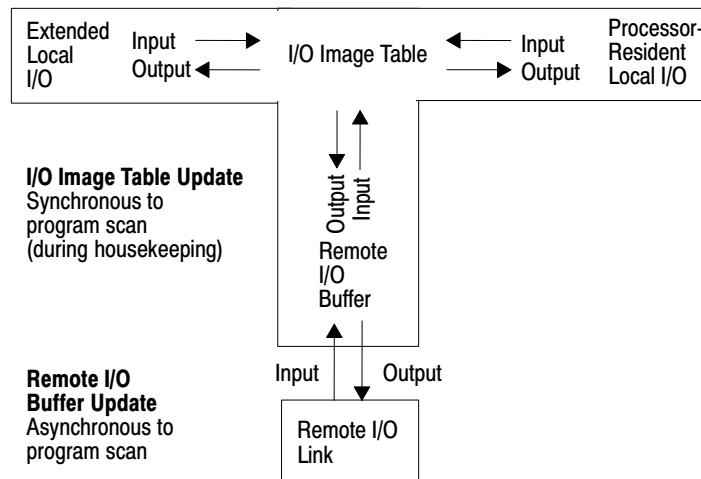 Extended
Local
I/O
Input
Output
I/O Image Table
Input
Output
Processor-
Resident
Local I/O
I/O Image Table Update
Synchronous to
program scan
(during housekeeping)
Output
Input
Remote
I/O
Buffer
Input
Output
Remote I/O
Buffer Update
Asynchronous to
program scan
Remote I/O
Link